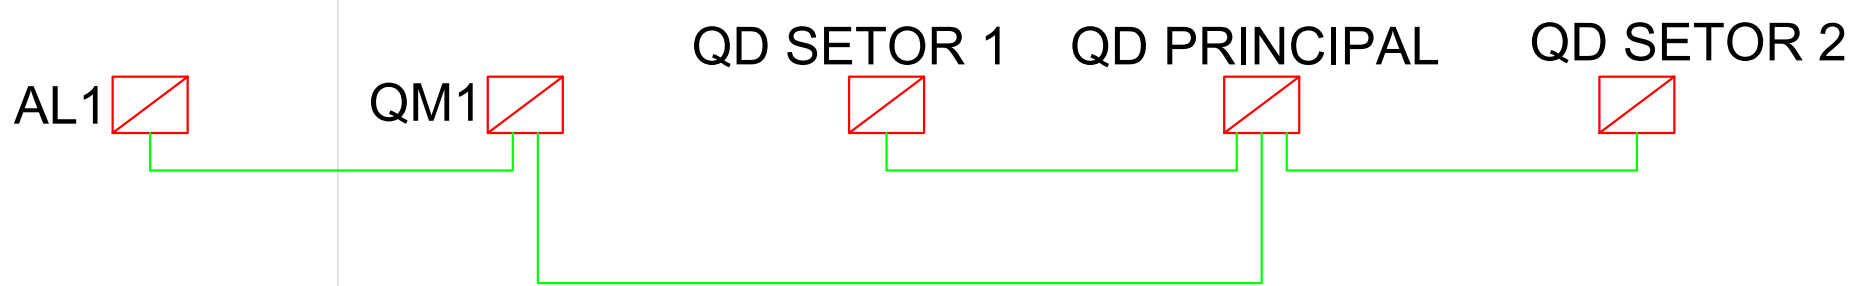 AL1
QM1
QD SETOR 1
QD PRINCIPAL
QD SETOR 2